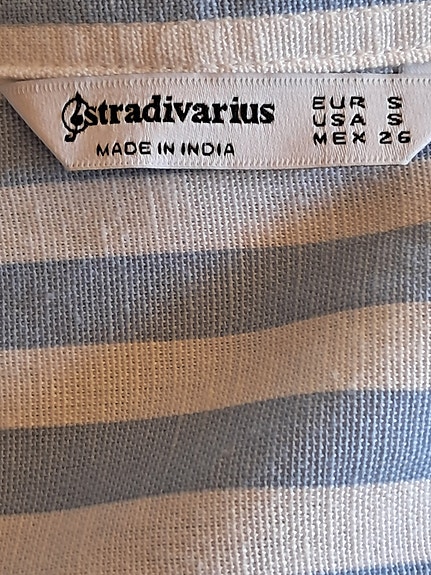 stradivarius
MADE IN INDIA
EUR S
USA S
MEX 26